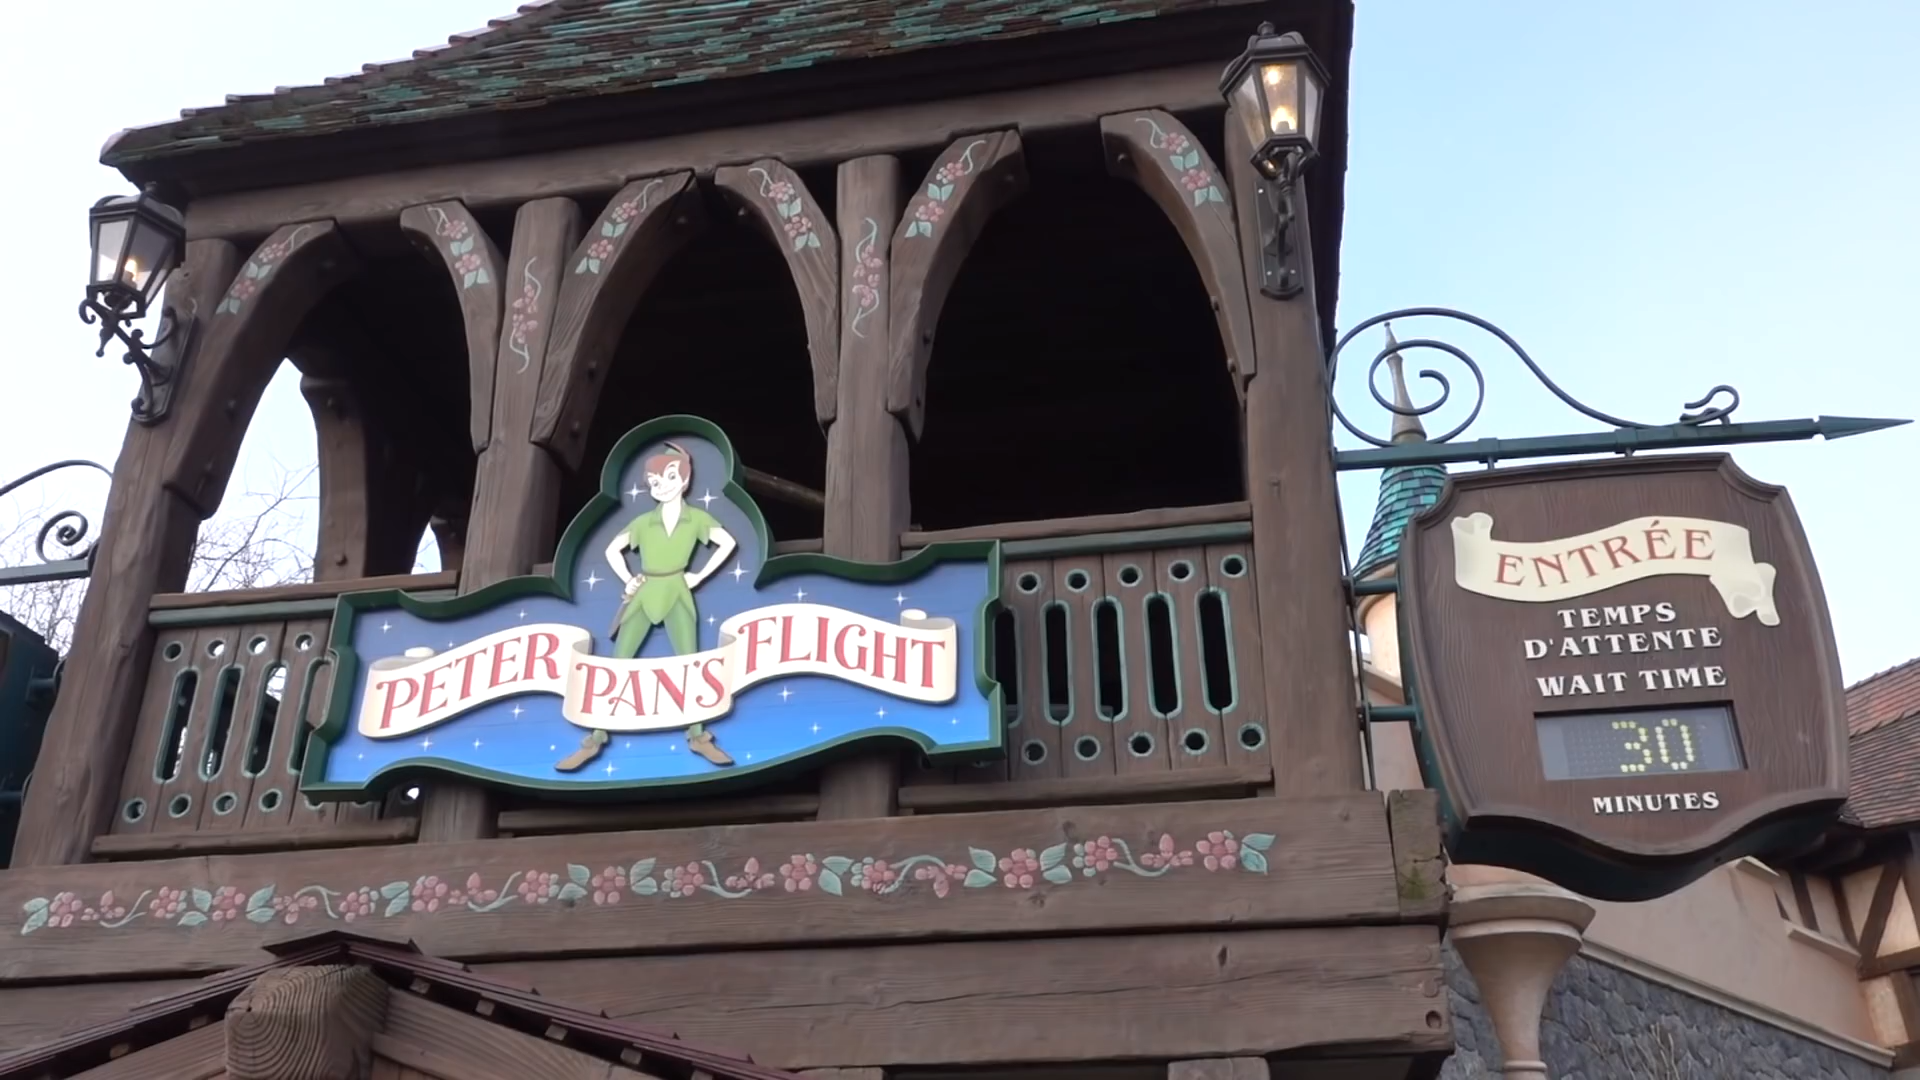 PETER PAN'S FLIGHT
ENTRÉE
TEMPS
D'ATTENTE
WAIT TIME
30
MINUTES